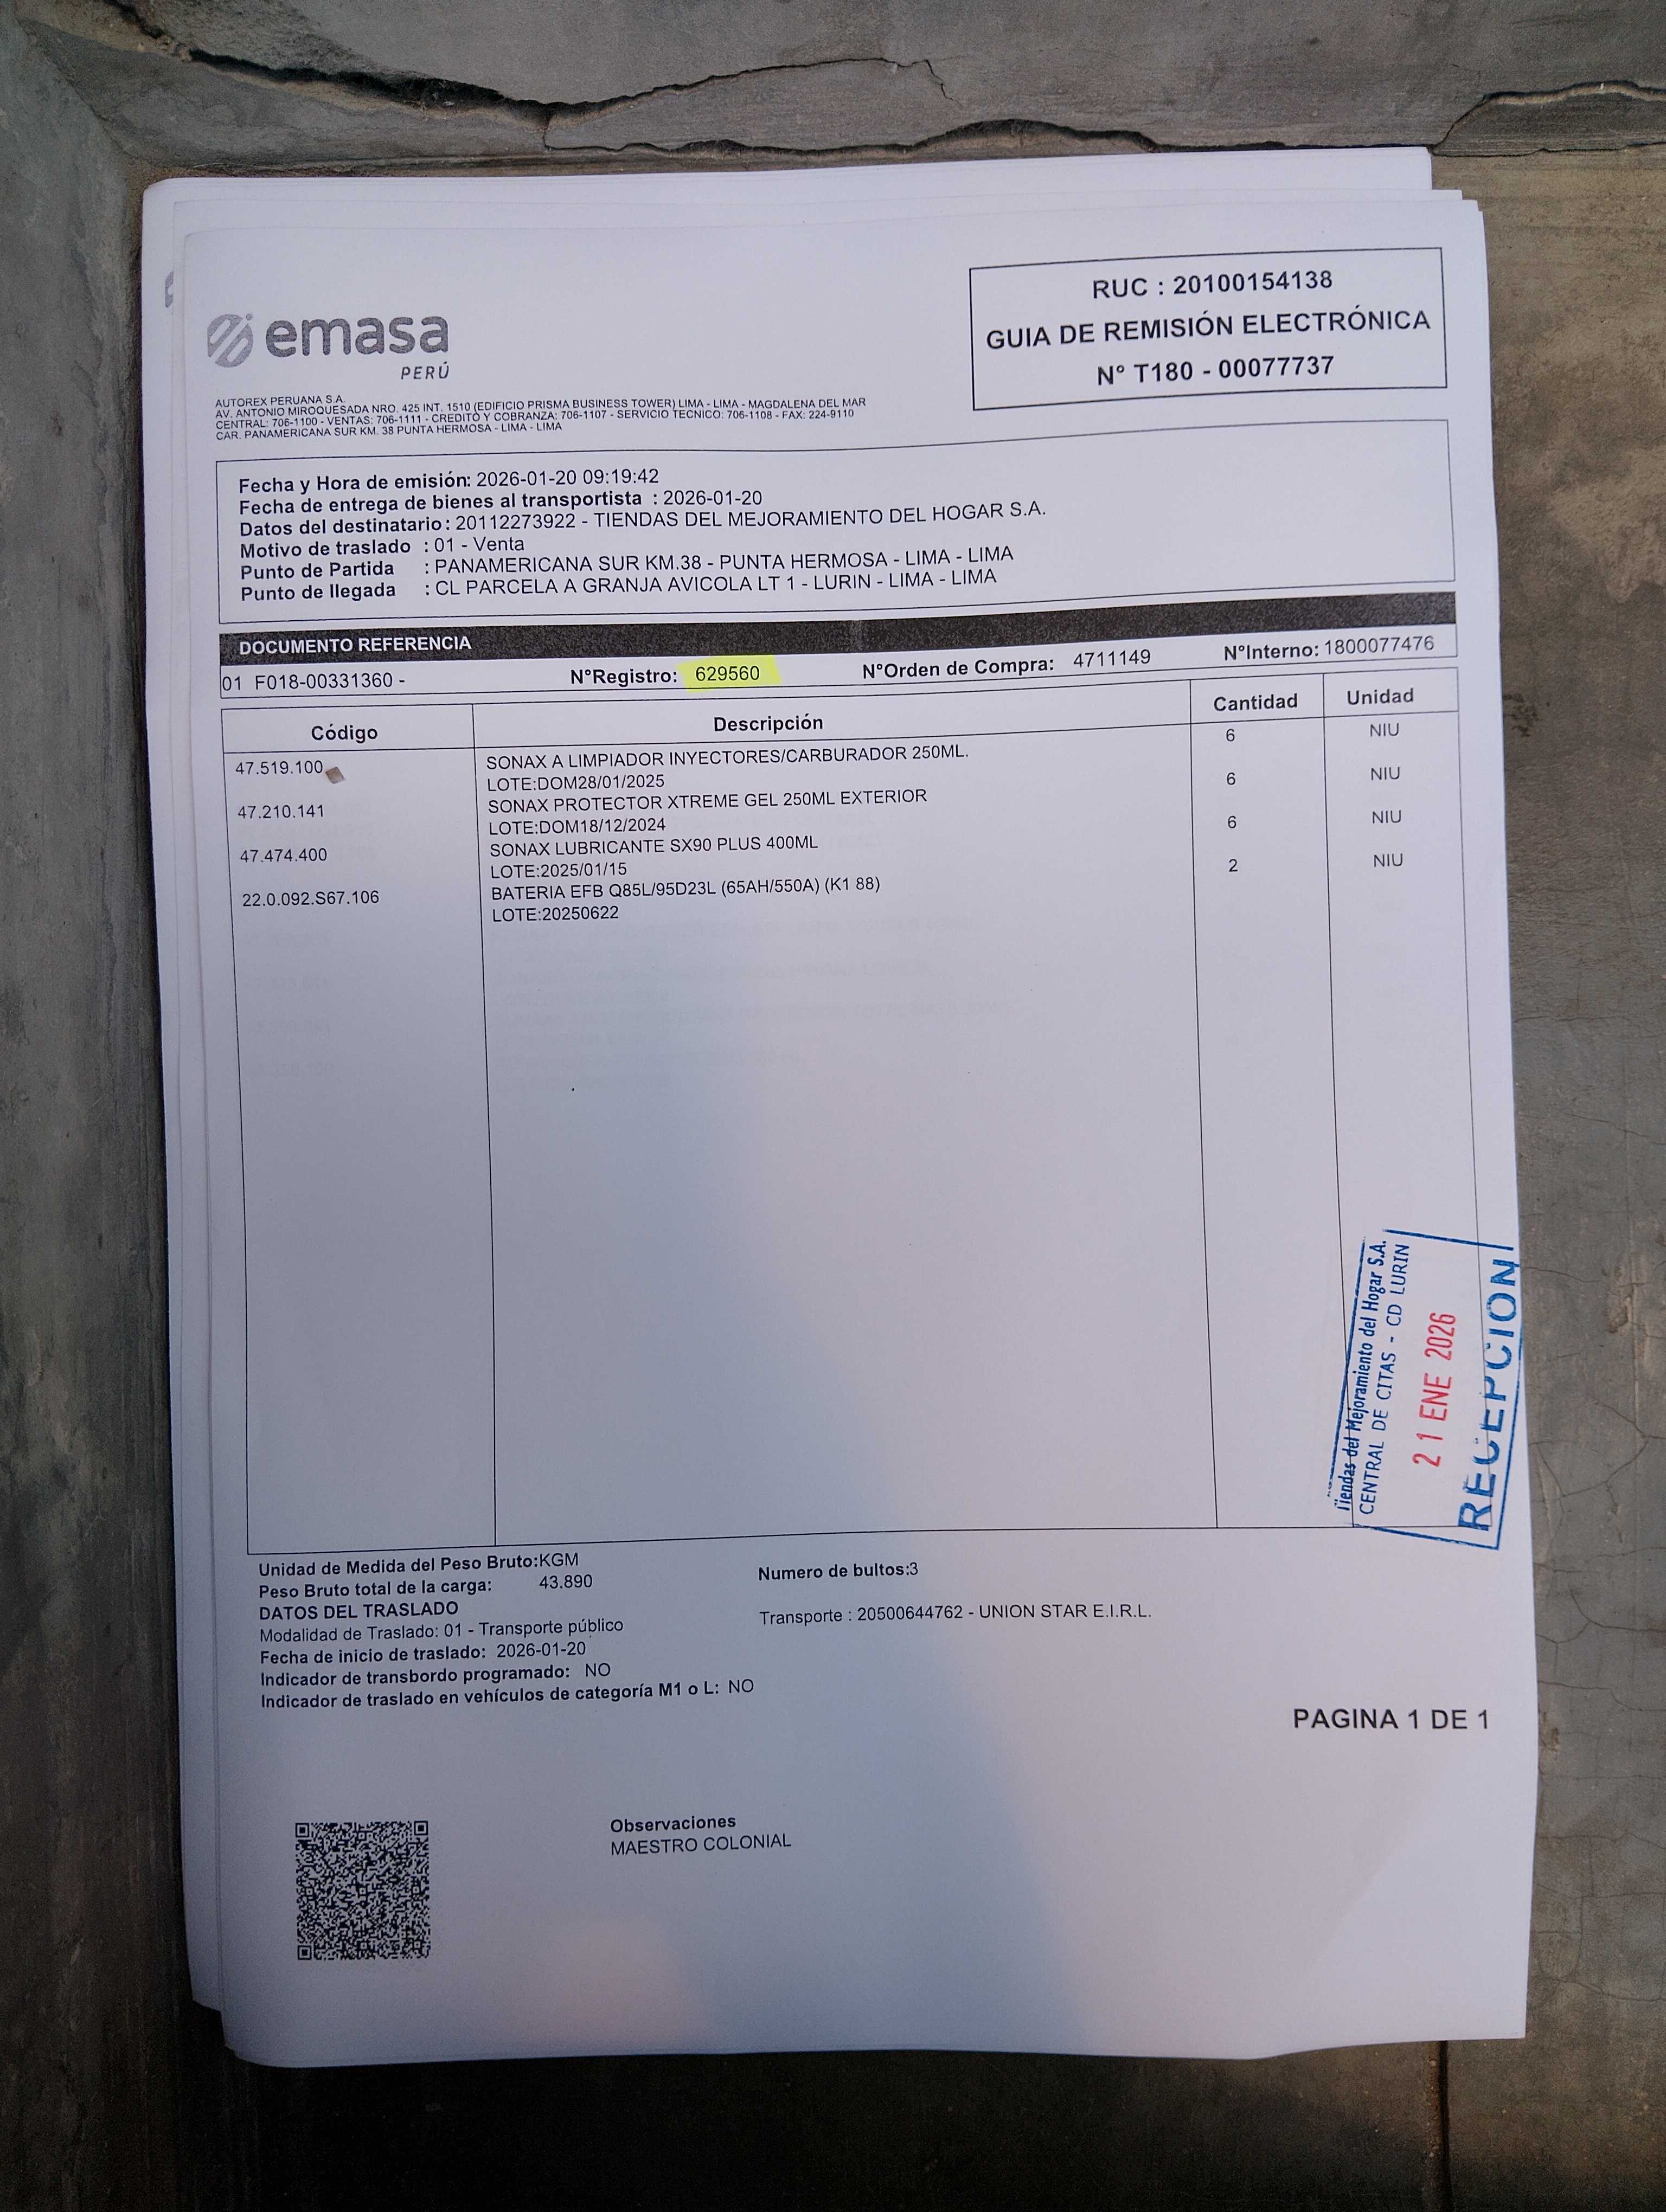 emasa
PERÚ
RUC : 20100154138
GUIA DE REMISIÓN ELECTRÓNICA
N° T180 - 00077737
AUTOREX PERUANA S.A.
AV. ANTONIO MIROQUESADA NRO. 425 INT. 1510 (EDIFICIO PRISMA BUSINESS TOWER) LIMA - LIMA - MAGDALENA DEL MAR
CENTRAL: 706-1100 - VENTAS: 706-1111 - CREDITO Y COBRANZA: 706-1107 - SERVICIO TECNICO: 706-1108 - FAX: 224-9110
CAR. PANAMERICANA SUR KM. 38 PUNTA HERMOSA - LIMA - LIMA
Fecha y Hora de emisión: 2026-01-20 09:19:42
Fecha de entrega de bienes al transportista : 2026-01-20
Datos del destinatario: 20112273922 - TIENDAS DEL MEJORAMIENTO DEL HOGAR S.A.
Motivo de traslado : 01 - Venta
Punto de Partida : PANAMERICANA SUR KM.38 - PUNTA HERMOSA - LIMA - LIMA
Punto de llegada : CL PARCELA A GRANJA AVICOLA LT 1 - LURIN - LIMA - LIMA
DOCUMENTO REFERENCIA
01 F018-00331360 - N°Registro: 629560 N°Orden de Compra: 4711149 N°Interno: 1800077476
Código Descripción Cantidad Unidad
47.519.100 SONAX A LIMPIADOR INYECTORES/CARBURADOR 250ML. 6 NIU
LOTE:DOM28/01/2025
47.210.141 SONAX PROTECTOR XTREME GEL 250ML EXTERIOR 6 NIU
LOTE:DOM18/12/2024
47.474.400 SONAX LUBRICANTE SX90 PLUS 400ML 6 NIU
LOTE:2025/01/15
22.0.092.S67.106 BATERIA EFB Q85L/95D23L (65AH/550A) (K1 88) 2 NIU
LOTE:20250622
Tiendas del Mejoramiento del Hogar S.A.
CENTRAL DE CITAS - CD LURIN
21 ENE 2026
RECEPCION
Unidad de Medida del Peso Bruto:KGM
Peso Bruto total de la carga: 43.890 Numero de bultos:3
DATOS DEL TRASLADO
Modalidad de Traslado: 01 - Transporte público Transporte : 20500644762 - UNION STAR E.I.R.L.
Fecha de inicio de traslado: 2026-01-20
Indicador de transbordo programado: NO
Indicador de traslado en vehículos de categoría M1 o L: NO
PAGINA 1 DE 1
Observaciones
MAESTRO COLONIAL